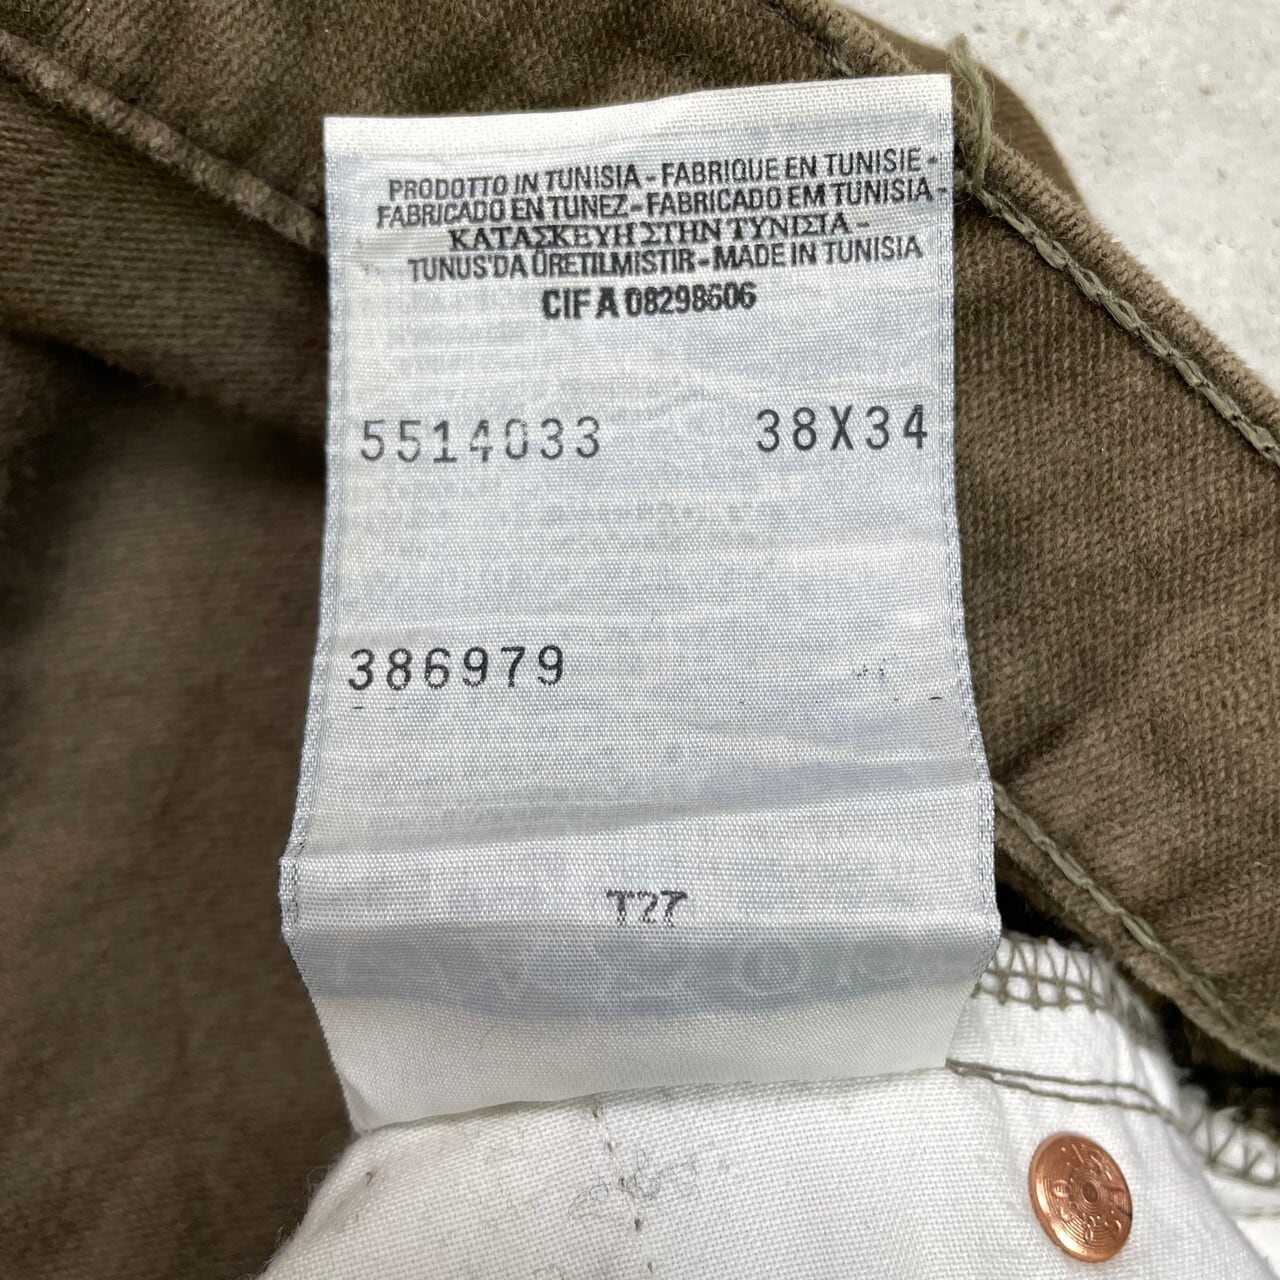 PRODOTTO IN TUNISIA - FABRIQUE EN TUNISIE -
FABRICADO EN TUNEZ - FABRICADO EM TUNISIA -
ΚΑΤΑΣΚΕΥΗ ΣΤΗΝ ΤΥΝΙΣΙΑ -
TUNUS'DA ÜRETILMISTIR - MADE IN TUNISIA
CIF A 08298606
5514033 38X34
386979
T27